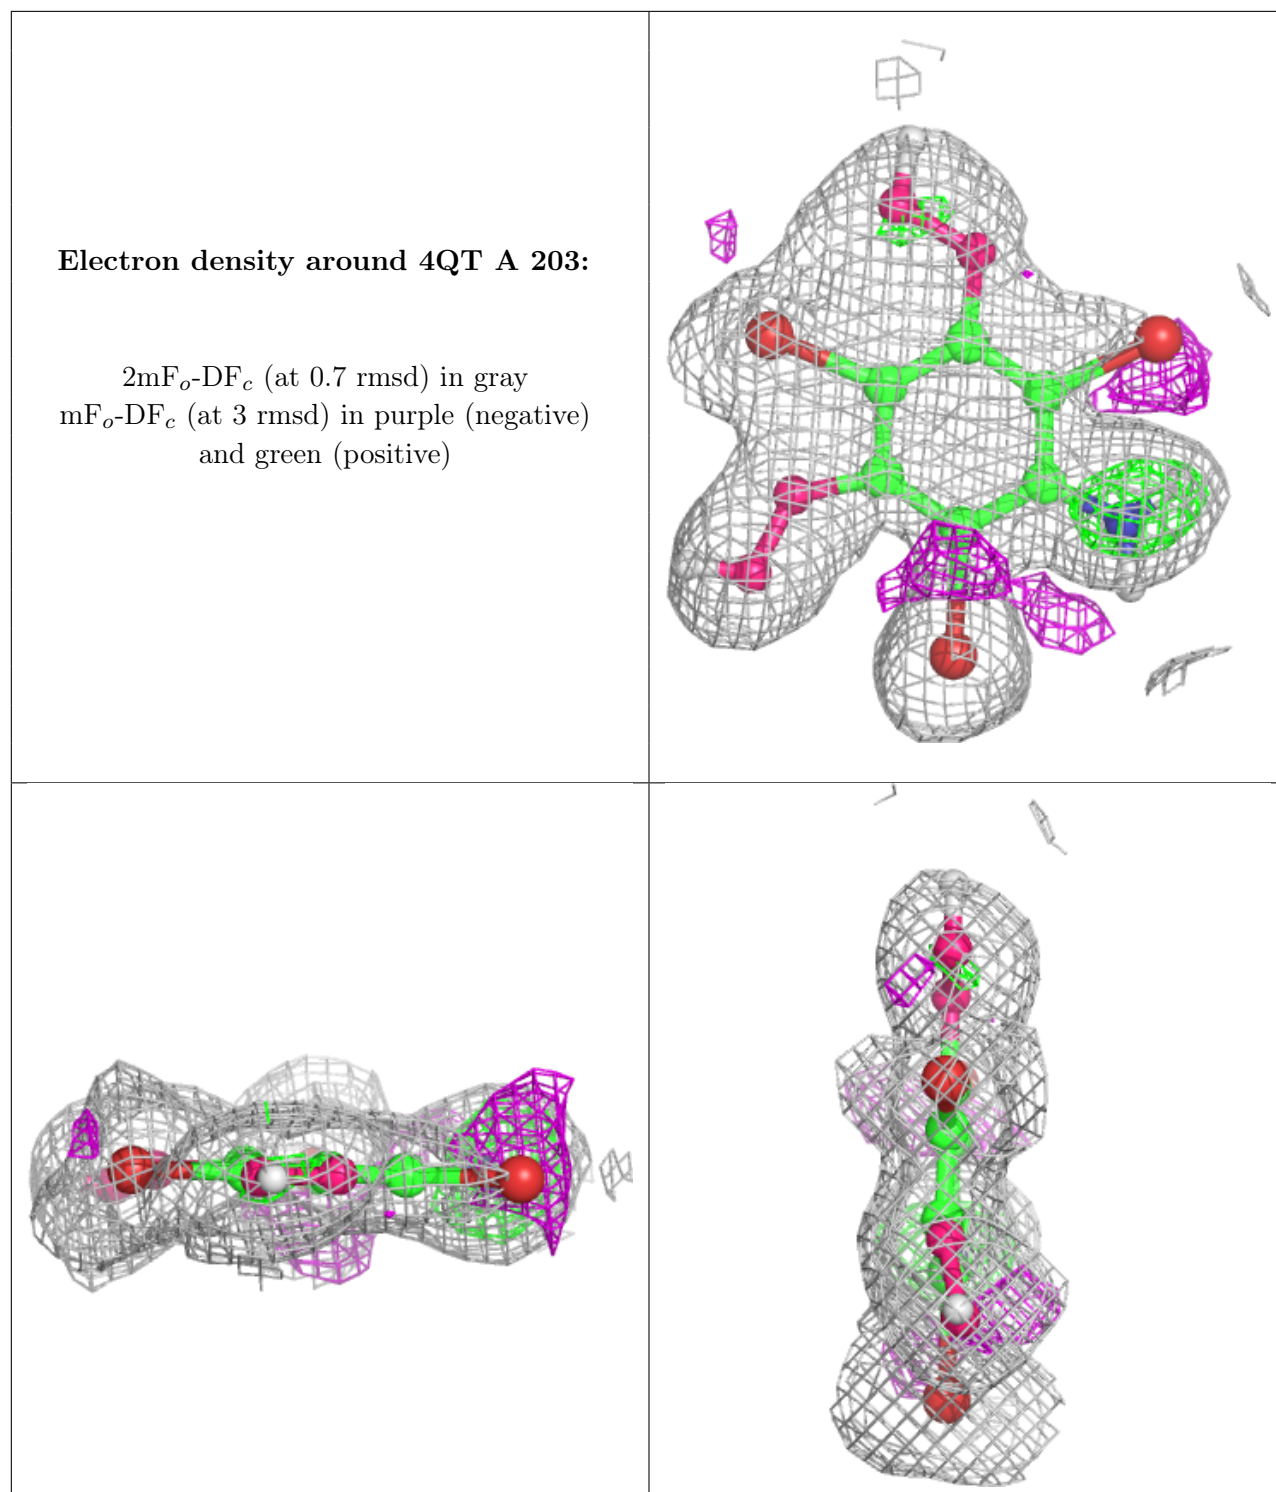 Electron density around 4QT A 203:
2mFo-DFc (at 0.7 rmsd) in gray
mFo-DFc (at 3 rmsd) in purple (negative)
and green (positive)